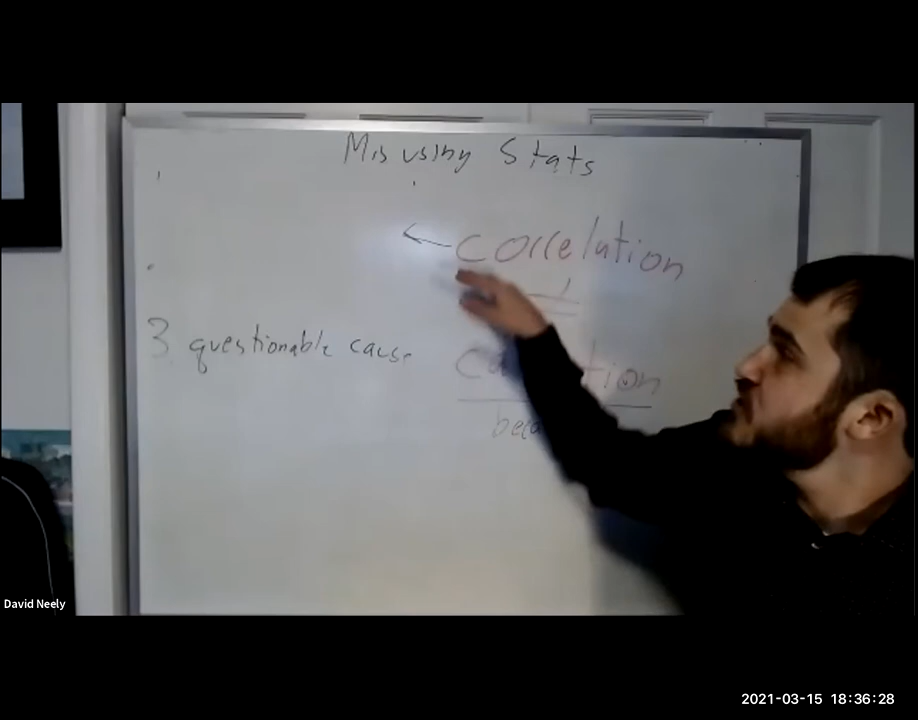 Misusing Stats
Correlation
3 questionable cause
David Neely
2021-03-15 18:36:28